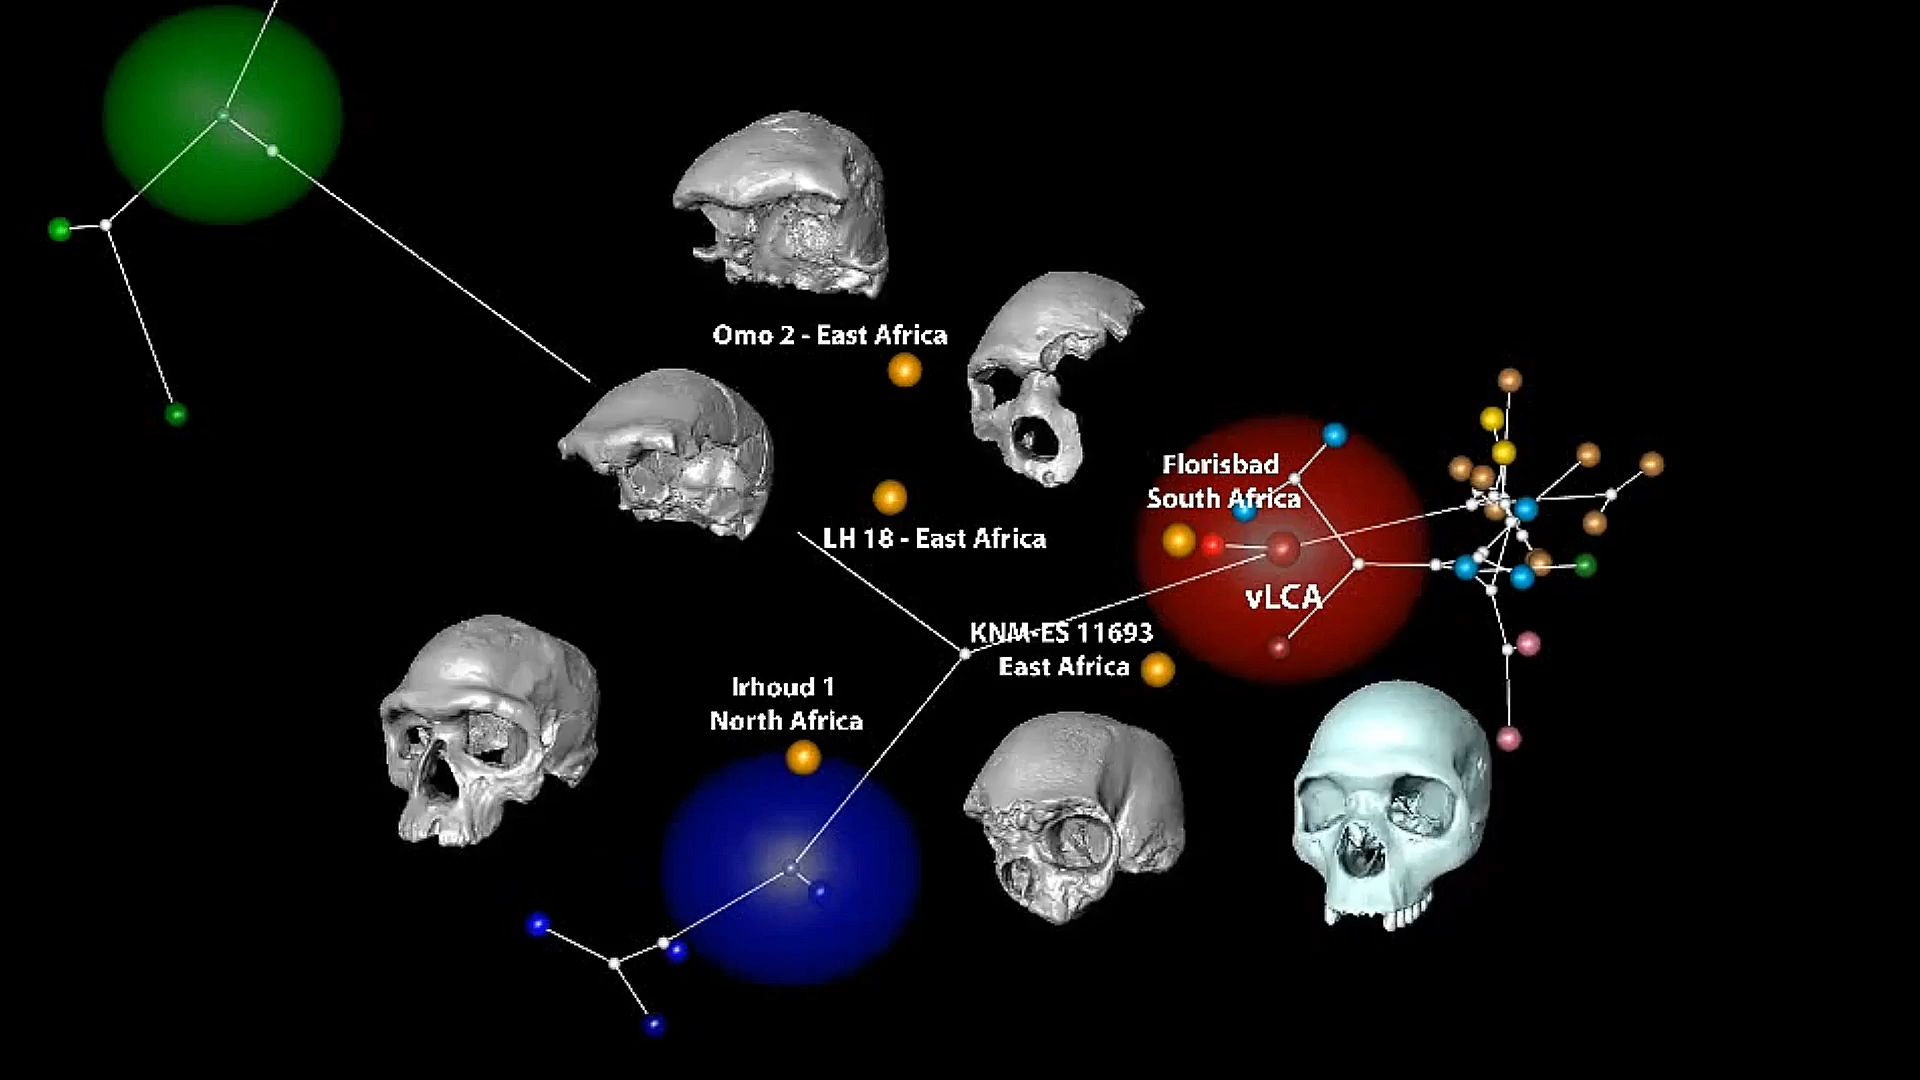 Omo 2 - East Africa
Florisbad
South Africa
LH 18 - East Africa
vLCA
KNM-ES 11693
East Africa
Irhoud 1
North Africa